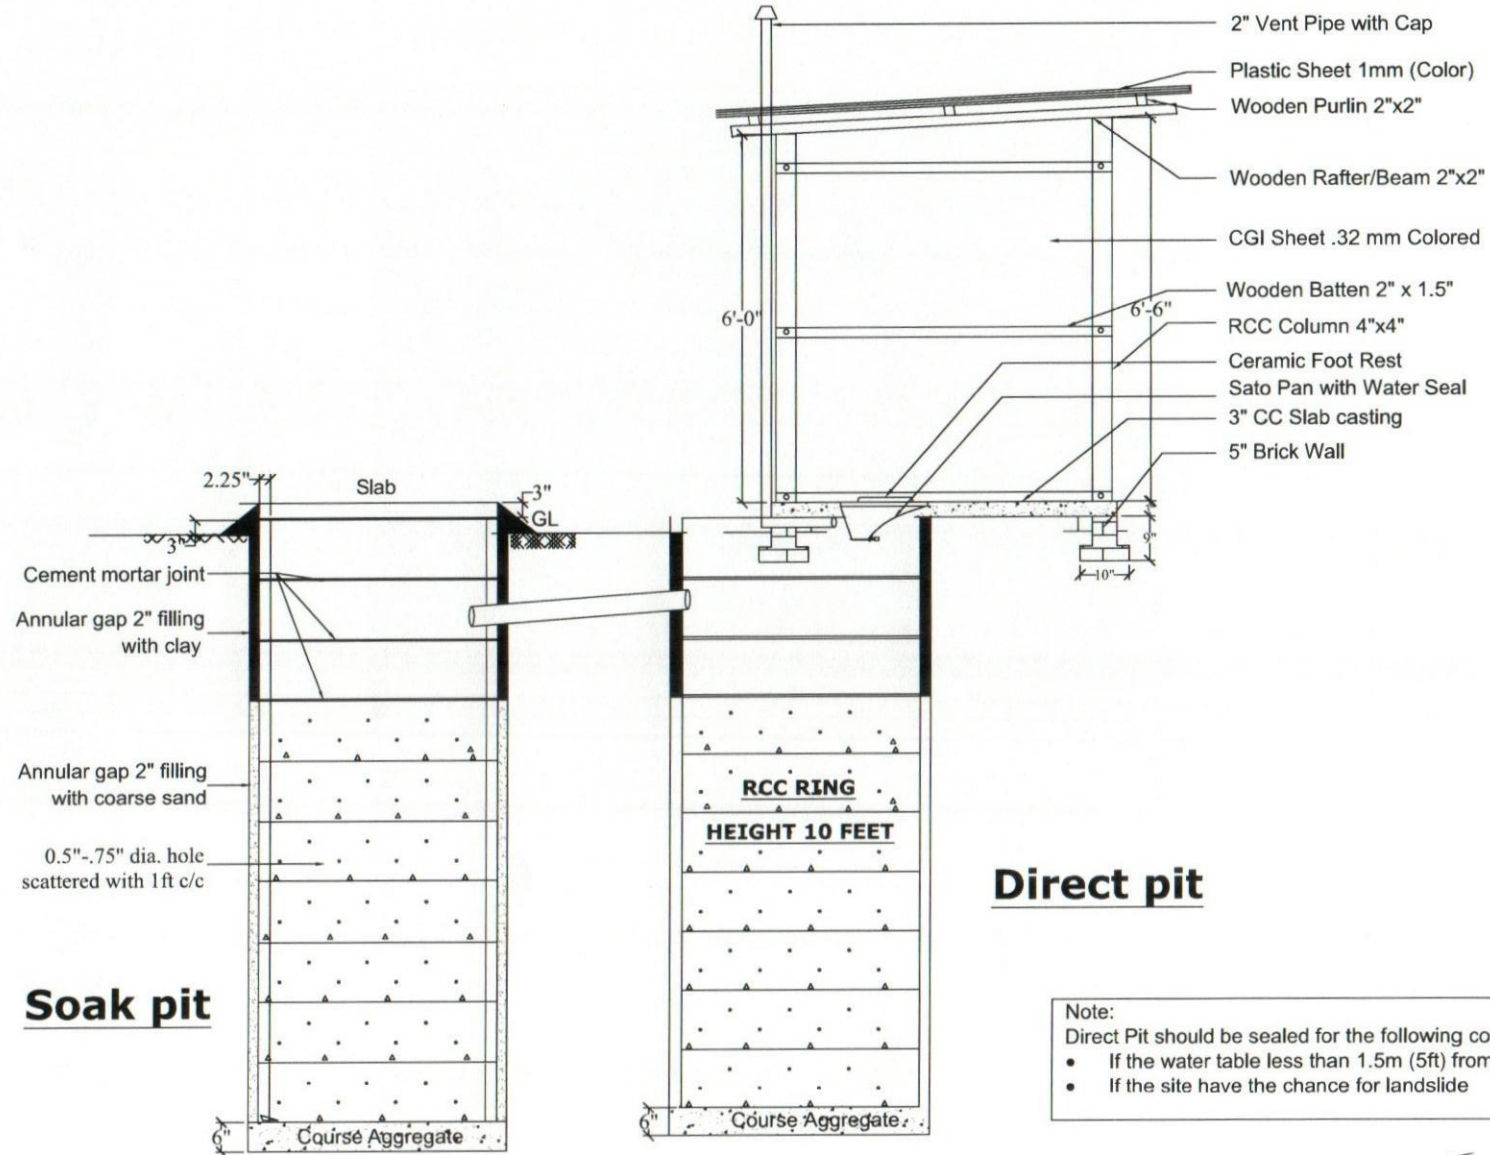 2" Vent Pipe with Cap
Plastic Sheet 1mm (Color)
Wooden Purlin 2"x2"
Wooden Rafter/Beam 2"x2"
CGI Sheet .32 mm Colored
Wooden Batten 2" x 1.5"
6'-0"
6'-6"
RCC Column 4"x4"
Ceramic Foot Rest
Sato Pan with Water Seal
3" CC Slab casting
5" Brick Wall
9"
10"
2.25"
Slab
3"
GL
3"
Cement mortar joint
Annular gap 2" filling
with clay
Annular gap 2" filling
with coarse sand
0.5"-.75" dia. hole
scattered with 1ft c/c
RCC RING
HEIGHT 10 FEET
Direct pit
Soak pit
Note:
Direct Pit should be sealed for the following co
• If the water table less than 1.5m (5ft) from
• If the site have the chance for landslide
6"
Course Aggregate
6"
Course Aggregate